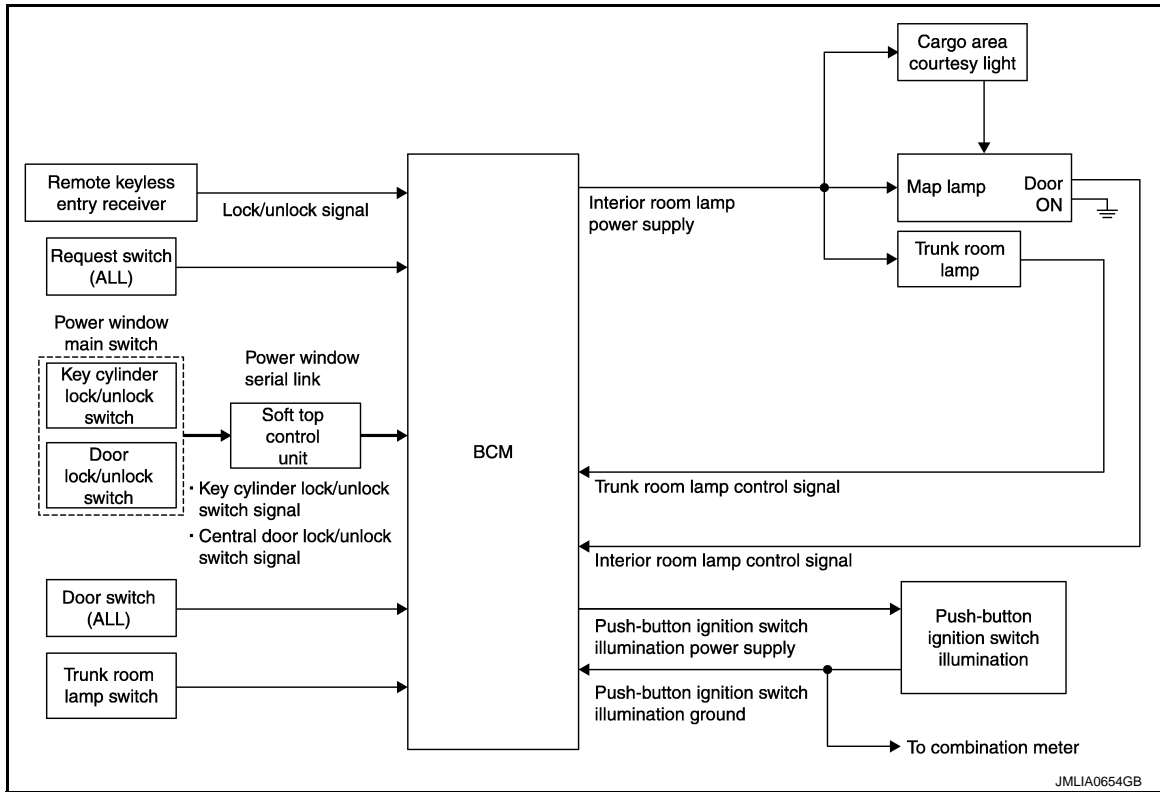 Cargo area
courtesy light
Remote keyless
entry receiver
Lock/unlock signal
Interior room lamp
power supply
Map lamp
Door
ON
Request switch
(ALL)
Trunk room
lamp
Power window
main switch
Key cylinder
lock/unlock
switch
Door
lock/unlock
switch
Power window
serial link
Soft top
control
unit
· Key cylinder lock/unlock
switch signal
· Central door lock/unlock
switch signal
BCM
Trunk room lamp control signal
Interior room lamp control signal
Door switch
(ALL)
Trunk room
lamp switch
Push-button ignition switch
illumination power supply
Push-button ignition switch
illumination ground
Push-button
ignition switch
illumination
To combination meter
JMLIA0654GB